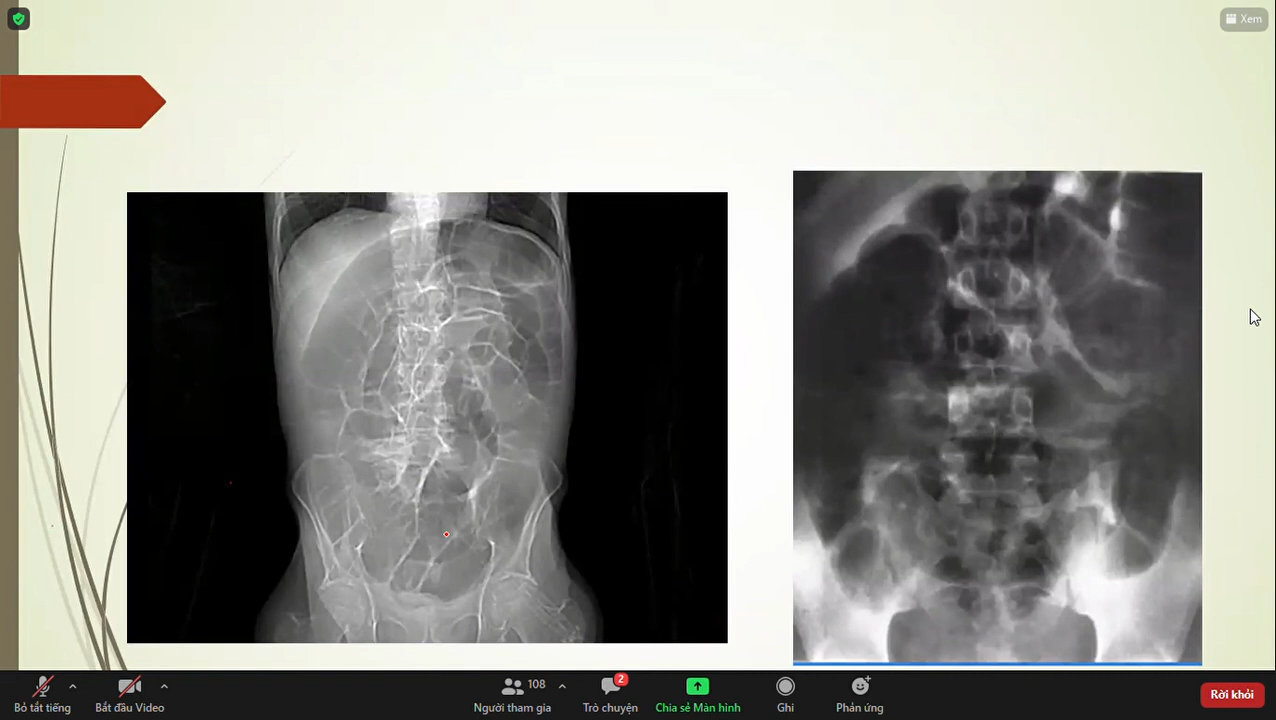 Xem
108
2
Bỏ tắt tiếng
Bắt đầu Video
Người tham gia
Trò chuyện
Chia sẻ Màn hình
Ghi
Phản ứng
Rời khỏi